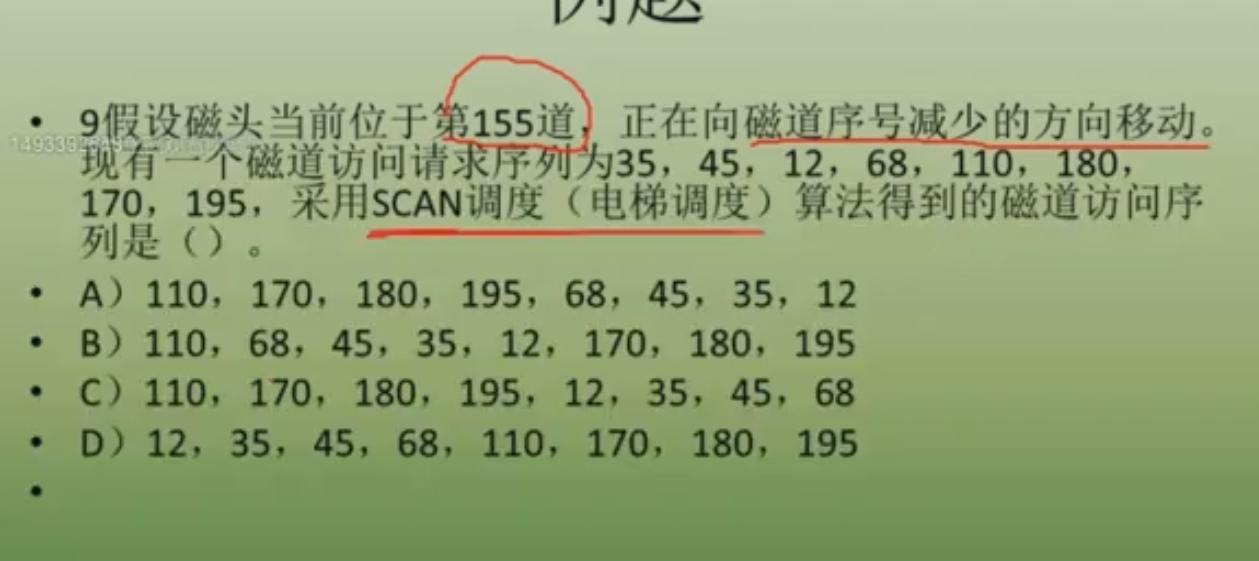 例题
• 9假设磁头当前位于第155道，正在向磁道序号减少的方向移动。
现有一个磁道访问请求序列为35，45，12，68，110，180，
170，195，采用SCAN调度（电梯调度）算法得到的磁道访问序
列是（）。
• A）110，170，180，195，68，45，35，12
• B）110，68，45，35，12，170，180，195
• C）110，170，180，195，12，35，45，68
• D）12，35，45，68，110，170，180，195
•